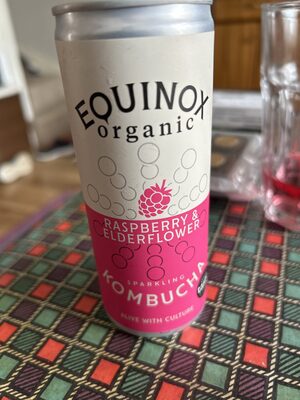 EQUINOX
organic
RASPBERRY &
ELDERFLOWER
SPARKLING
KOMBUCHA
ALIVE WITH CULTURE